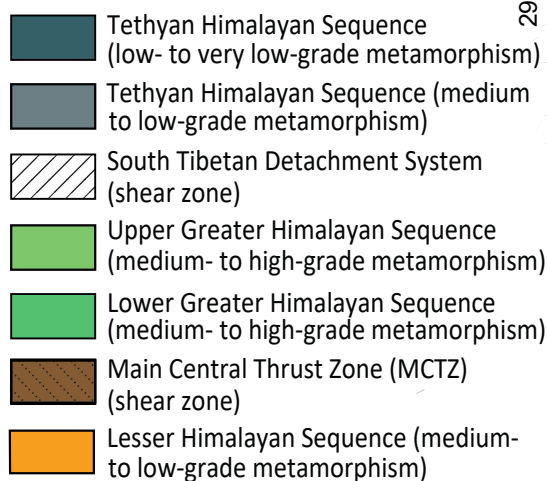 Tethyan Himalayan Sequence
(low- to very low-grade metamorphism)
Tethyan Himalayan Sequence (medium
to low-grade metamorphism)
South Tibetan Detachment System
(shear zone)
Upper Greater Himalayan Sequence
(medium- to high-grade metamorphism)
Lower Greater Himalayan Sequence
(medium- to high-grade metamorphism)
Main Central Thrust Zone (MCTZ)
(shear zone)
Lesser Himalayan Sequence (medium-
to low-grade metamorphism)
29